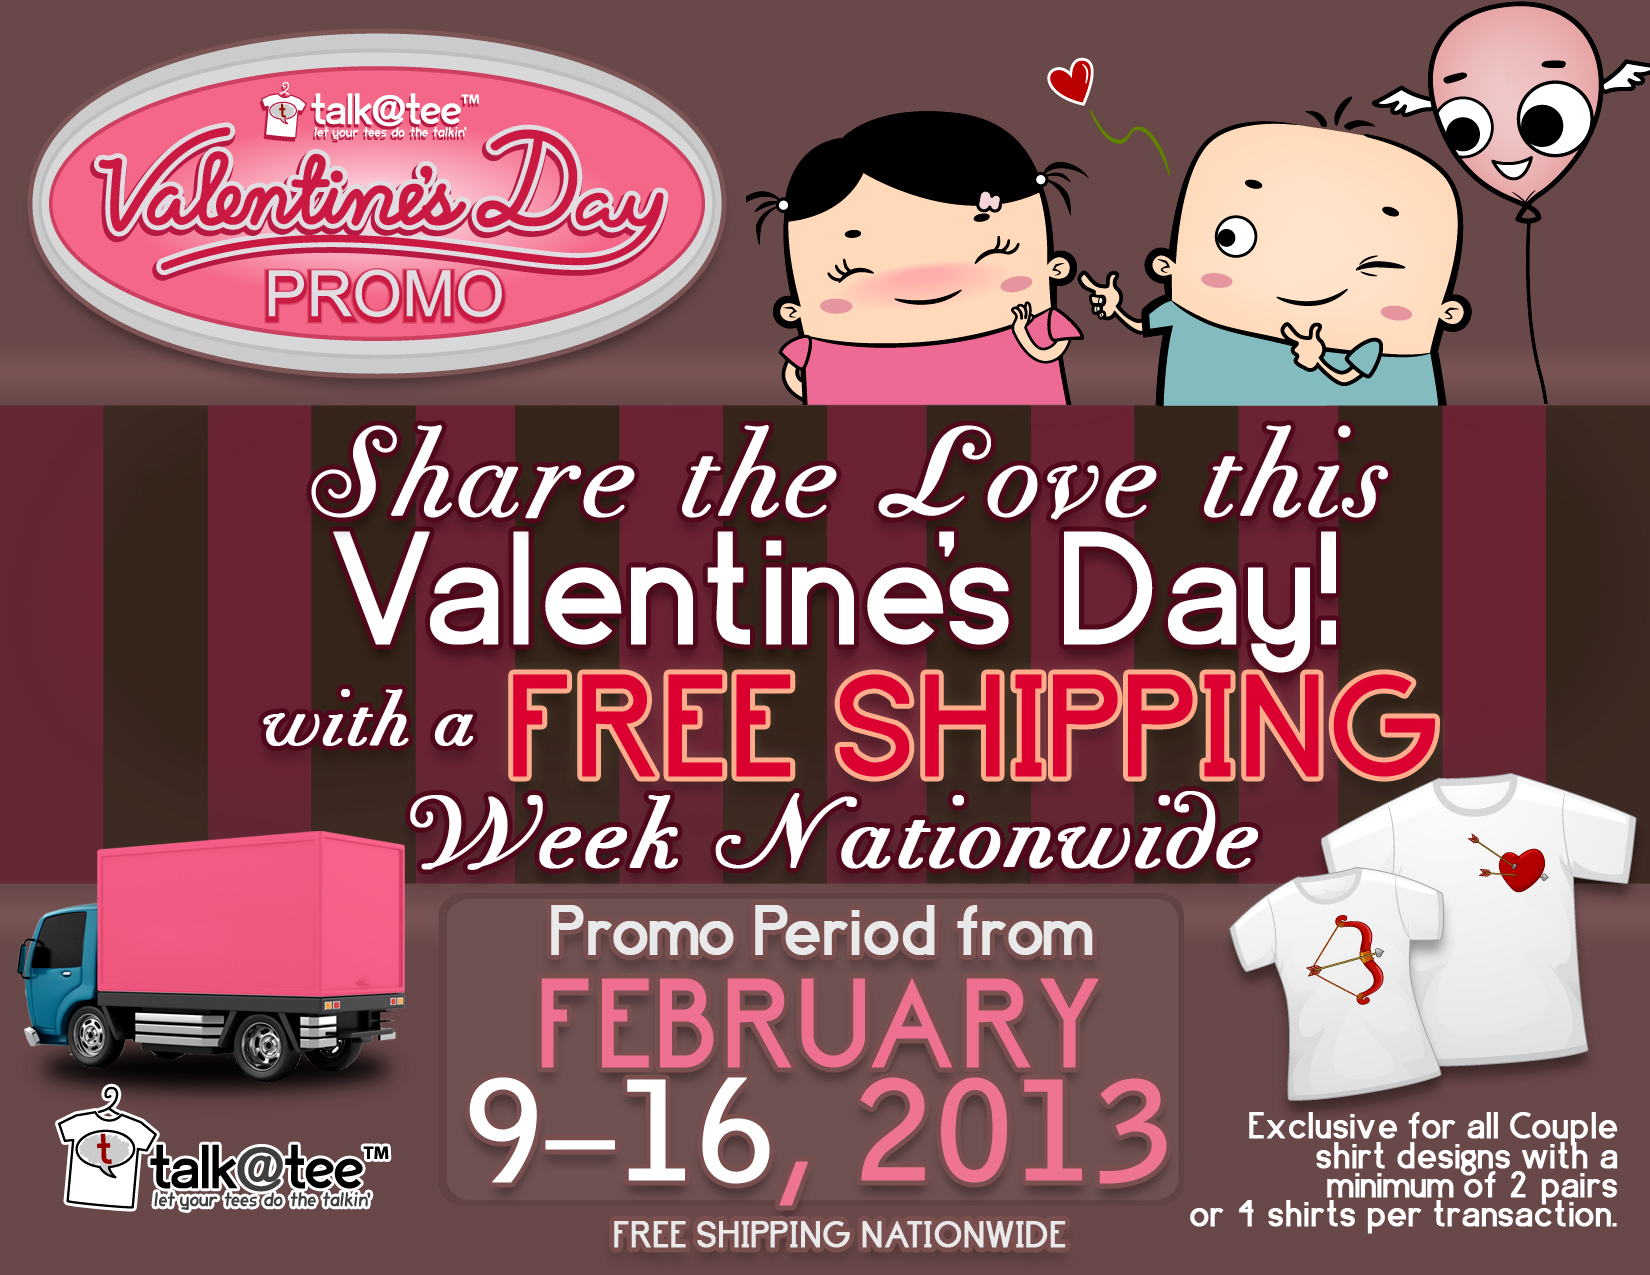 talk@tee™
let your tees do the talkin'
Valentine's Day
PROMO
Share the Love this
Valentine's Day!
with a FREE SHIPPING
Week Nationwide
Promo Period from
FEBRUARY
9-16, 2013
FREE SHIPPING NATIONWIDE
t
talk@tee™
let your tees do the talkin'
Exclusive for all Couple
shirt designs with a
minimum of 2 pairs
or 4 shirts per transaction.